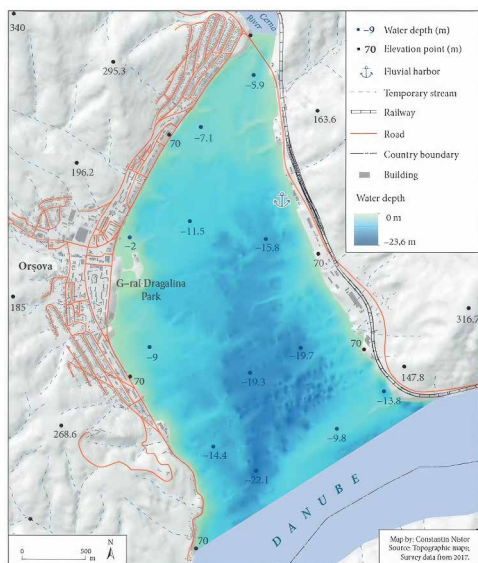 340
Cerna
River
295.3
-5.9
163.6
-7.1
70
196.2
-11.5
-15.8
-2
Orșova
G-ral Dragalina
Park
70
185
316.7
-9
-19.7
70
147.8
-19.3
70
-13.8
268.6
-9.8
-14.4
-22.1
DANUBE
70
0
500 m
N
-9 Water depth (m)
70 Elevation point (m)
Fluvial harbor
Temporary stream
Railway
Road
Country boundary
Building
Water depth
0 m
-23,6 m
Map by: Constantin Nistor
Source: Topographic maps;
Survey data from 2017.